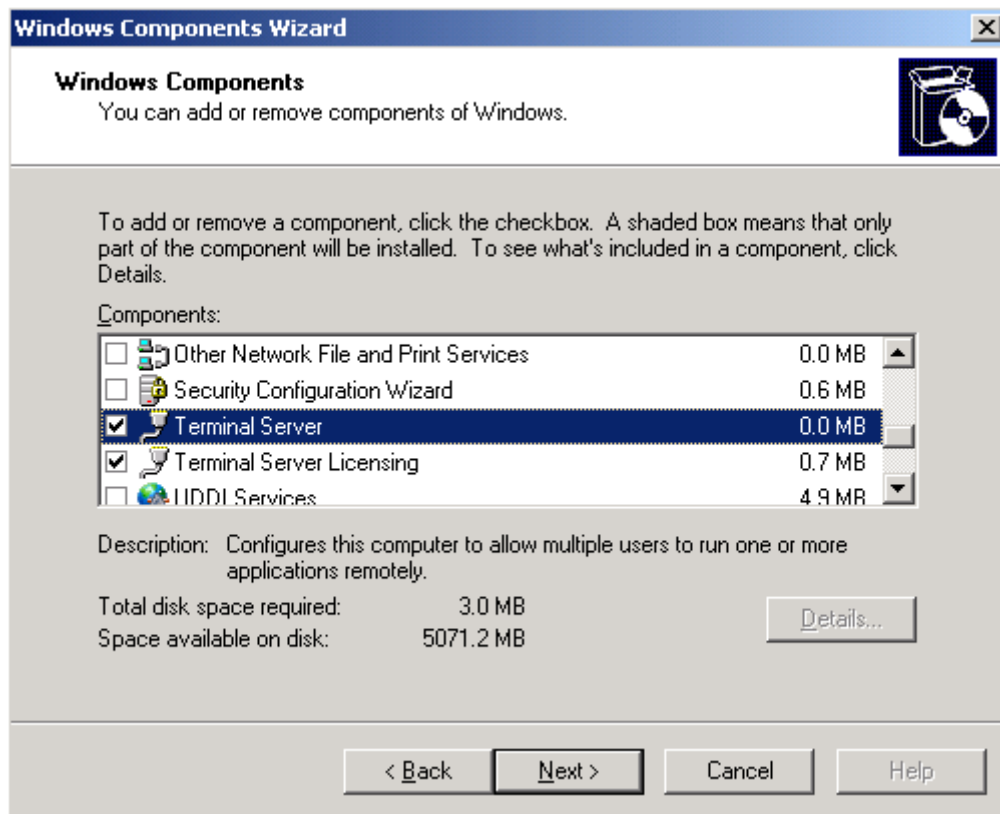 Windows Components Wizard
Windows Components
You can add or remove components of Windows.
To add or remove a component, click the checkbox. A shaded box means that only
part of the component will be installed. To see what's included in a component, click
Details.
Components:
Other Network File and Print Services 0.0 MB
Security Configuration Wizard 0.6 MB
Terminal Server 0.0 MB
Terminal Server Licensing 0.7 MB
UDDI Services 4.9 MB
Description: Configures this computer to allow multiple users to run one or more
applications remotely.
Total disk space required: 3.0 MB
Space available on disk: 5071.2 MB
Details...
< Back Next > Cancel Help